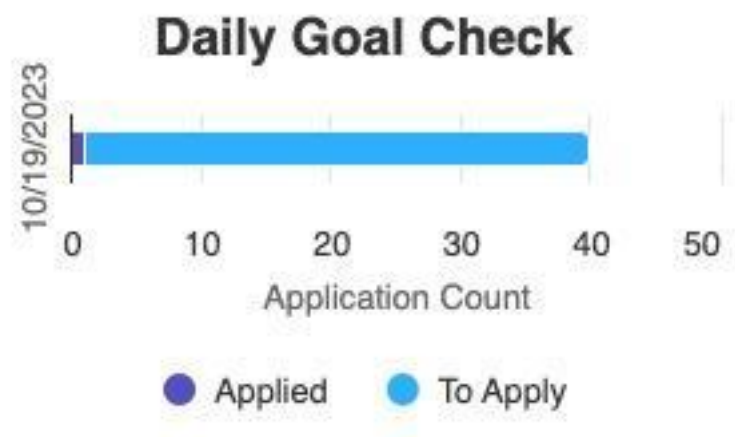 Daily Goal Check
10/19/2023
0 10 20 30 40 50
Application Count
Applied To Apply